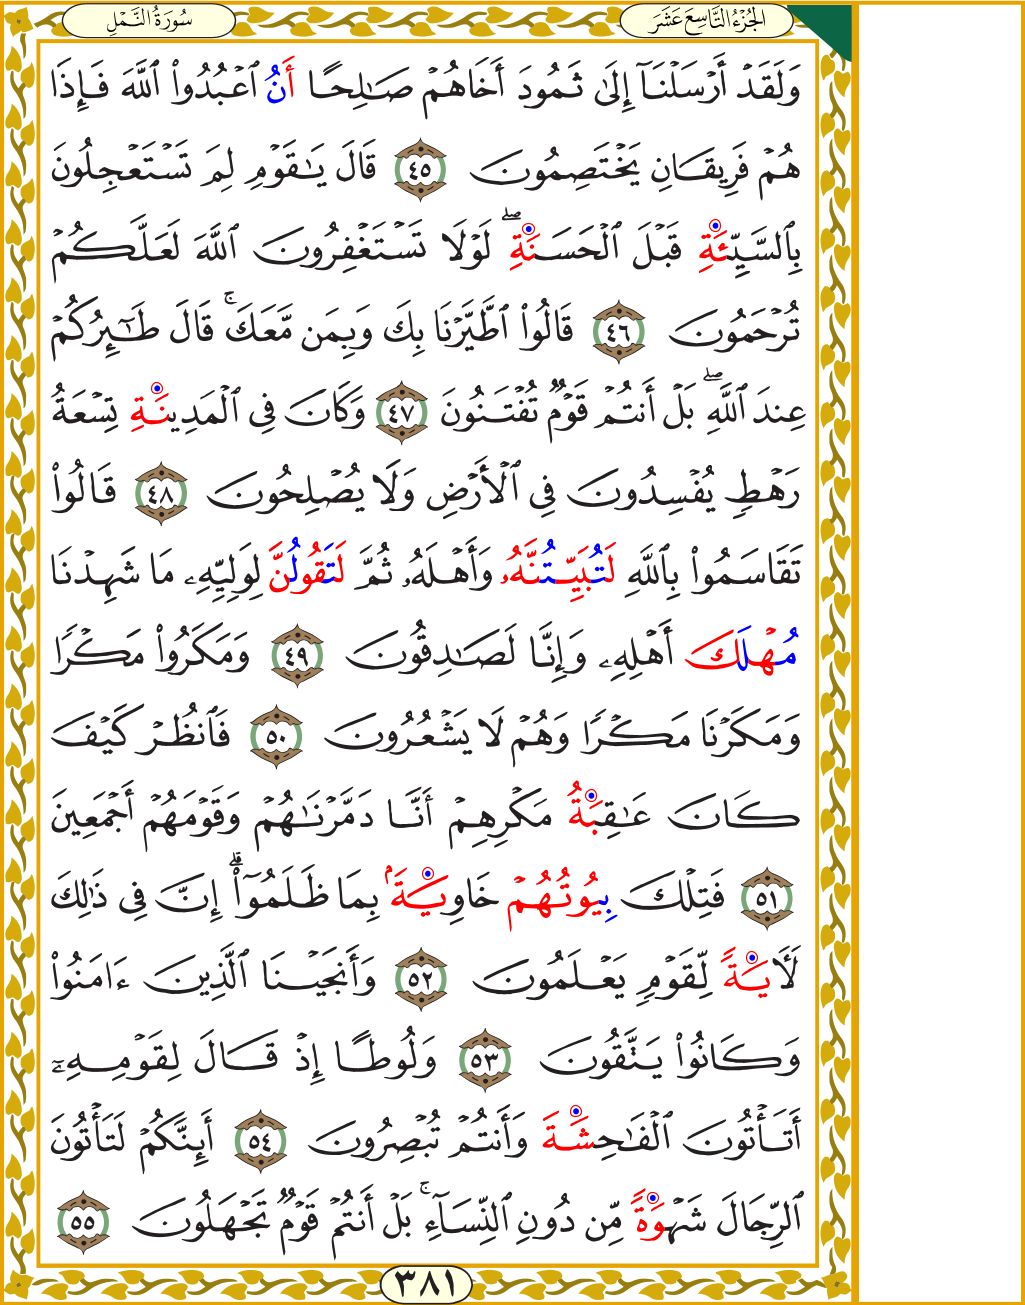 الجُزْءُ التَّاسِعَ عَشَرَ
سُورَةُ النَّمْلِ
وَلَقَدْ أَرْسَلْنَآ إِلَىٰ ثَمُودَ أَخَاهُمْ صَـٰلِحًا أَنُ ٱعْبُدُوا۟ ٱللَّهَ فَإِذَا
هُمْ فَرِيقَانِ يَخْتَصِمُونَ ٤٥ قَالَ يَـٰقَوْمِ لِمَ تَسْتَعْجِلُونَ
بِٱلسَّيِّئَةِ قَبْلَ ٱلْحَسَنَةِۖ لَوْلَا تَسْتَغْفِرُونَ ٱللَّهَ لَعَلَّكُمْ
تُرْحَمُونَ ٤٦ قَالُوا۟ ٱطَّيَّرْنَا بِكَ وَبِمَن مَّعَكَۚ قَالَ طَـٰٓئِرُكُمْ
عِندَ ٱللَّهِۖ بَلْ أَنتُمْ قَوْمٌ تُفْتَنُونَ ٤٧ وَكَانَ فِى ٱلْمَدِينَةِ تِسْعَةُ
رَهْطٍ يُفْسِدُونَ فِى ٱلْأَرْضِ وَلَا يُصْلِحُونَ ٤٨ قَالُوا۟
تَقَاسَمُوا۟ بِٱللَّهِ لَتُبَيِّتُنَّهُۥ وَأَهْلَهُۥ ثُمَّ لَتَقُولُنَّ لِوَلِيِّهِۦ مَا شَهِدْنَا
مُهْلَكَ أَهْلِهِۦ وَإِنَّا لَصَـٰدِقُونَ ٤٩ وَمَكَرُوا۟ مَكْرًا
وَمَكَرْنَا مَكْرًا وَهُمْ لَا يَشْعُرُونَ ٥٠ فَٱنظُرْ كَيْفَ
كَانَ عَـٰقِبَةُ مَكْرِهِمْ أَنَّا دَمَّرْنَـٰهُمْ وَقَوْمَهُمْ أَجْمَعِينَ
٥١ فَتِلْكَ بِيُوتُهُمْ خَاوِيَةًۢ بِمَا ظَلَمُوٓا۟ۗ إِنَّ فِى ذَٰلِكَ
لَـَٔايَةً لِّقَوْمٍ يَعْلَمُونَ ٥٢ وَأَنجَيْنَا ٱلَّذِينَ ءَامَنُوا۟
وَكَانُوا۟ يَتَّقُونَ ٥٣ وَلُوطًا إِذْ قَالَ لِقَوْمِهِۦٓ
أَتَأْتُونَ ٱلْفَـٰحِشَةَ وَأَنتُمْ تُبْصِرُونَ ٥٤ أَئِنَّكُمْ لَتَأْتُونَ
ٱلرِّجَالَ شَهْوَةً مِّن دُونِ ٱلنِّسَآءِۚ بَلْ أَنتُمْ قَوْمٌ تَجْهَلُونَ ٥٥
٣٨١